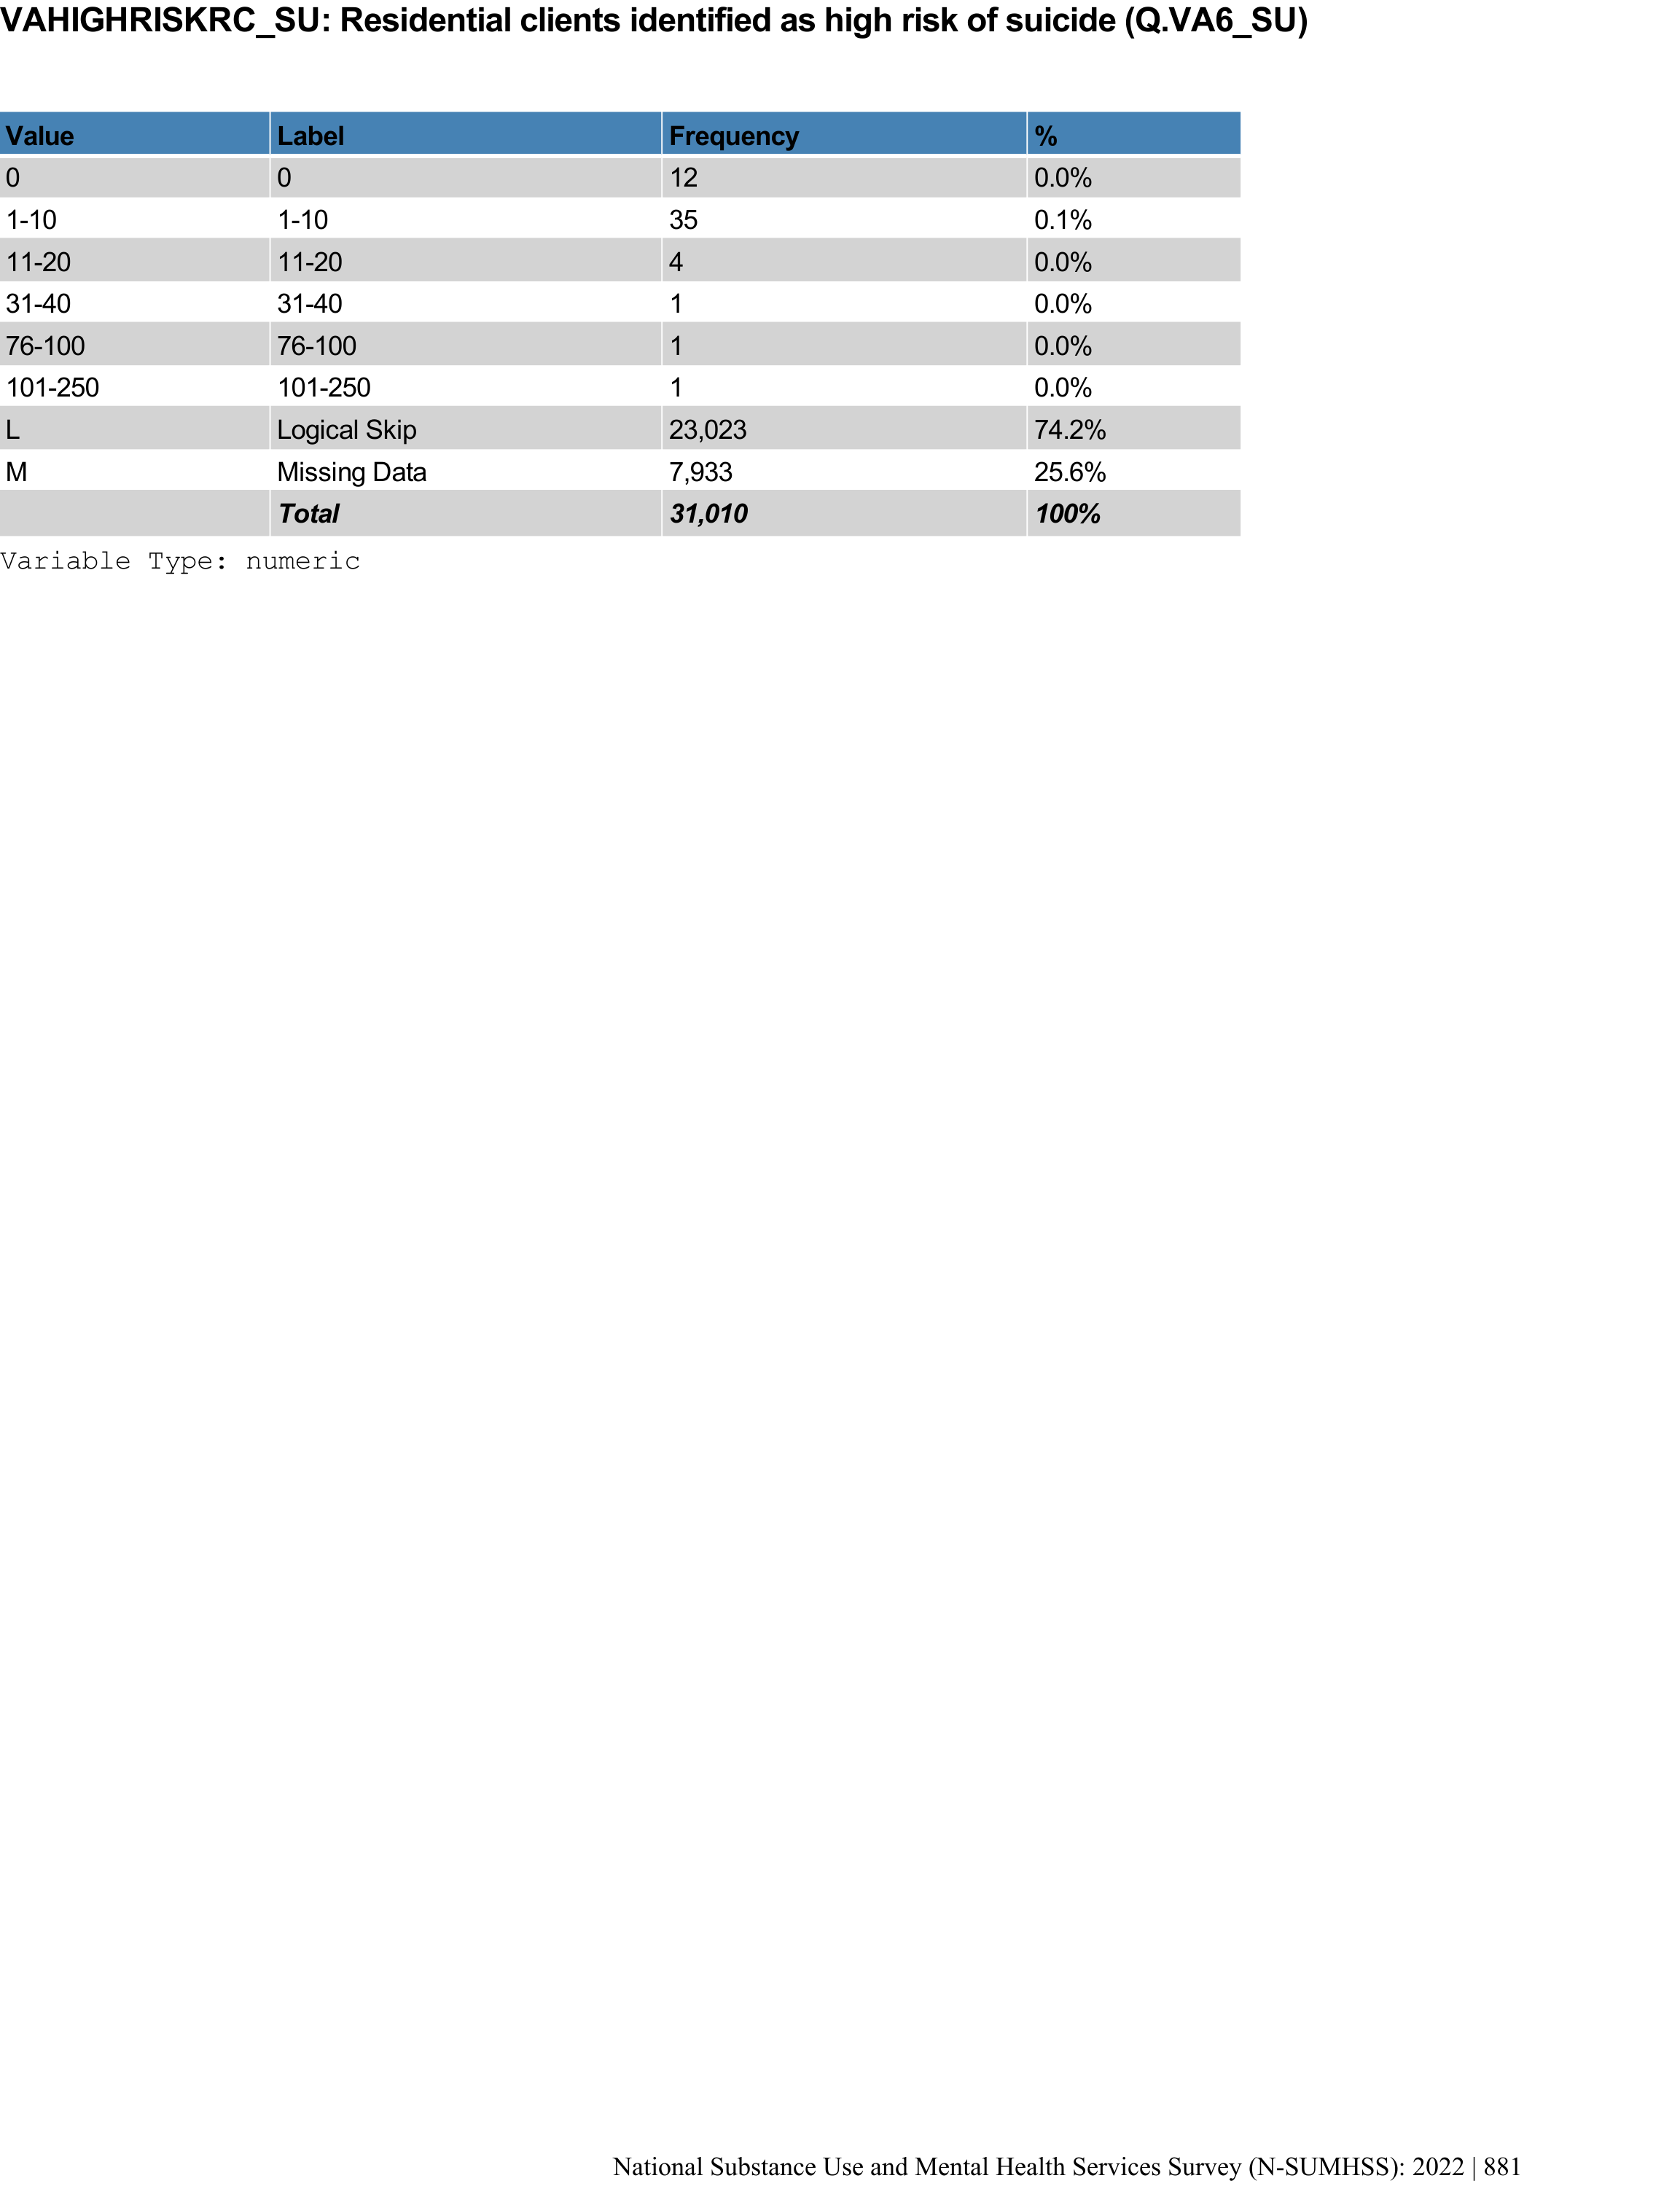 VAHIGHRISKRC_SU: Residential clients identified as high risk of suicide (Q.VA6_SU)
Value Label Frequency %
0 0 12 0.0%
1-10 1-10 35 0.1%
11-20 11-20 4 0.0%
31-40 31-40 1 0.0%
76-100 76-100 1 0.0%
101-250 101-250 1 0.0%
L Logical Skip 23,023 74.2%
M Missing Data 7,933 25.6%
Total 31,010 100%
Variable Type: numeric
National Substance Use and Mental Health Services Survey (N-SUMHSS): 2022 | 881